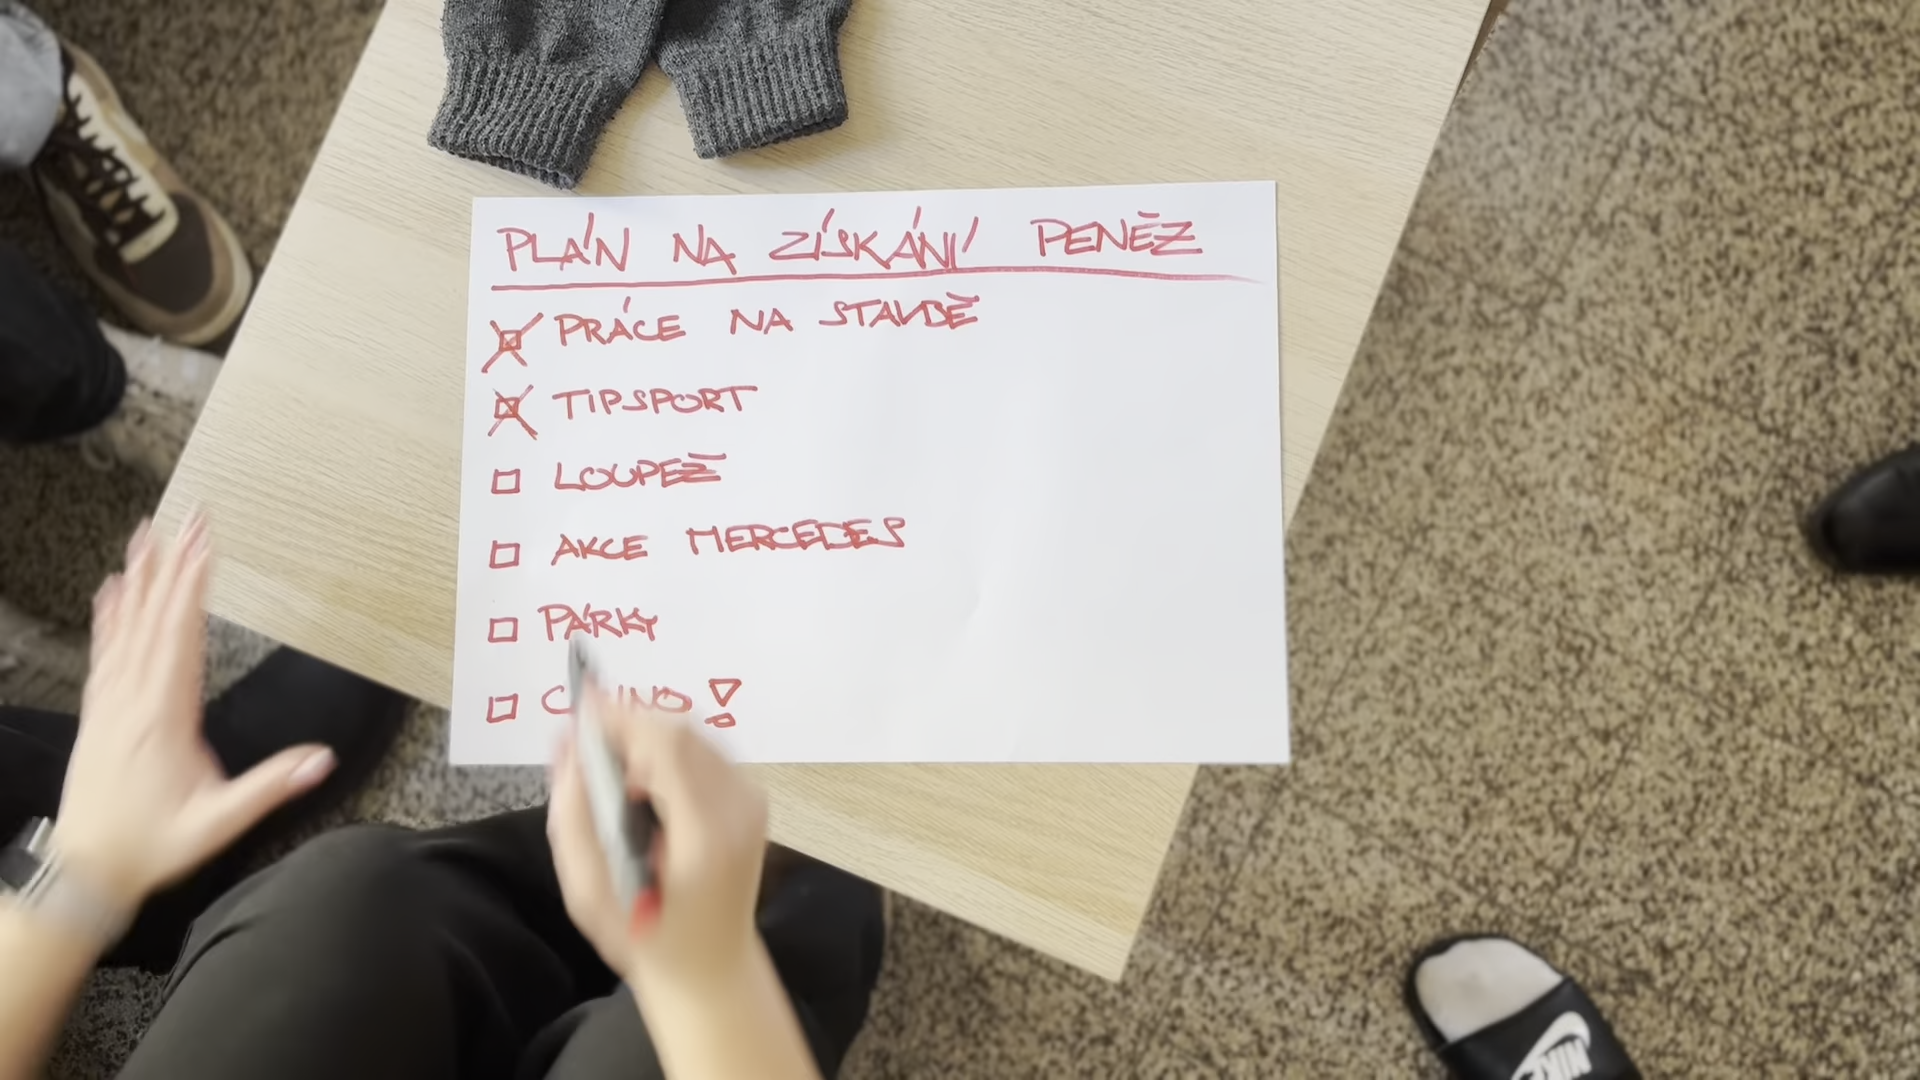 PLÁN NA ZÍSKÁNÍ PENĚZ
PRÁCE NA STAVBĚ
TIPSPORT
LOUPEŽ
AKCE MERCEDES
PÁRKY
!
NIKE